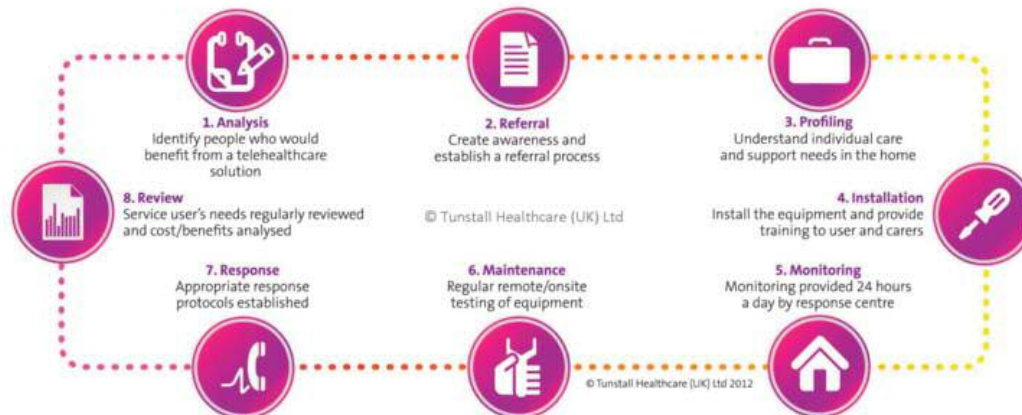 1. Analysis
Identify people who would
benefit from a telehealthcare
solution
2. Referral
Create awareness and
establish a referral process
3. Profiling
Understand individual care
and support needs in the home
4. Installation
Install the equipment and provide
training to user and carers
5. Monitoring
Monitoring provided 24 hours
a day by response centre
6. Maintenance
Regular remote/onsite
testing of equipment
7. Response
Appropriate response
protocols established
8. Review
Service user's needs regularly reviewed
and cost/benefits analysed
© Tunstall Healthcare (UK) Ltd
© Tunstall Healthcare (UK) Ltd 2012